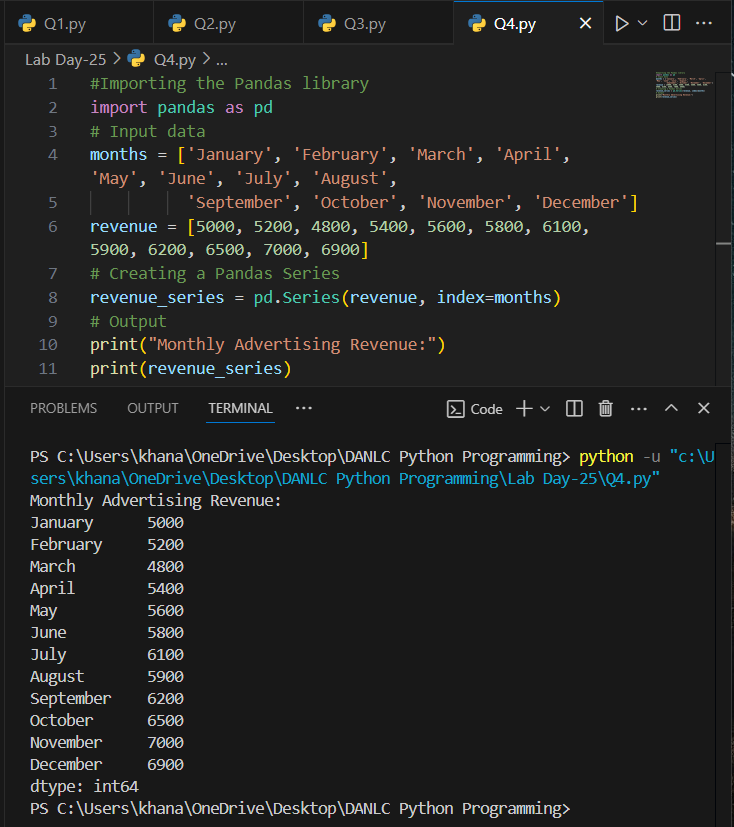 Q1.py Q2.py Q3.py Q4.py
Lab Day-25 > Q4.py > ...
1 #Importing the Pandas library
2 import pandas as pd
3 # Input data
4 months = ['January', 'February', 'March', 'April',
'May', 'June', 'July', 'August',
5 'September', 'October', 'November', 'December']
6 revenue = [5000, 5200, 4800, 5400, 5600, 5800, 6100,
5900, 6200, 6500, 7000, 6900]
7 # Creating a Pandas Series
8 revenue_series = pd.Series(revenue, index=months)
9 # Output
10 print("Monthly Advertising Revenue:")
11 print(revenue_series)
PROBLEMS OUTPUT TERMINAL ... Code
PS C:\Users\khana\OneDrive\Desktop\DANLC Python Programming> python -u "c:\U
sers\khana\OneDrive\Desktop\DANLC Python Programming\Lab Day-25\Q4.py"
Monthly Advertising Revenue:
January 5000
February 5200
March 4800
April 5400
May 5600
June 5800
July 6100
August 5900
September 6200
October 6500
November 7000
December 6900
dtype: int64
PS C:\Users\khana\OneDrive\Desktop\DANLC Python Programming>